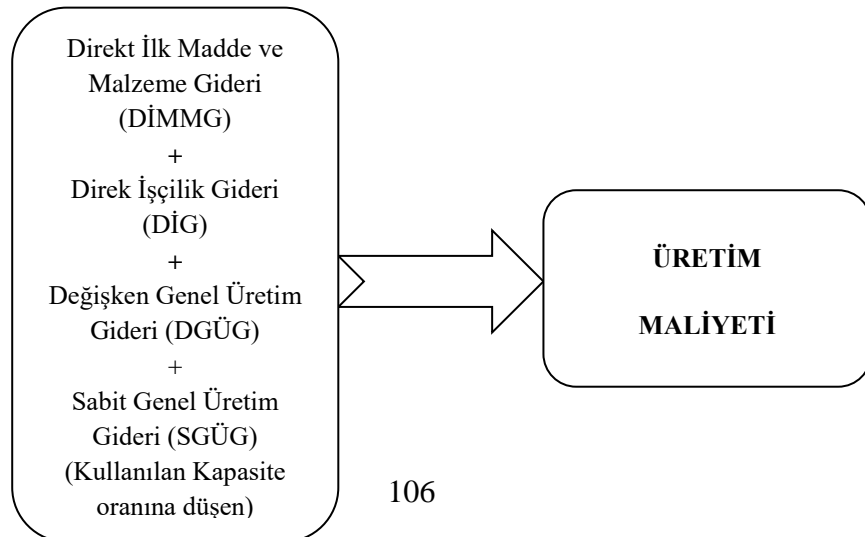 Direkt İlk Madde ve
Malzeme Gideri
(DİMMG)
+
Direk İşçilik Gideri
(DİG)
+
Değişken Genel Üretim
Gideri (DGÜG)
+
Sabit Genel Üretim
Gideri (SGÜG)
(Kullanılan Kapasite
oranına düşen)
ÜRETİM
MALİYETİ
106